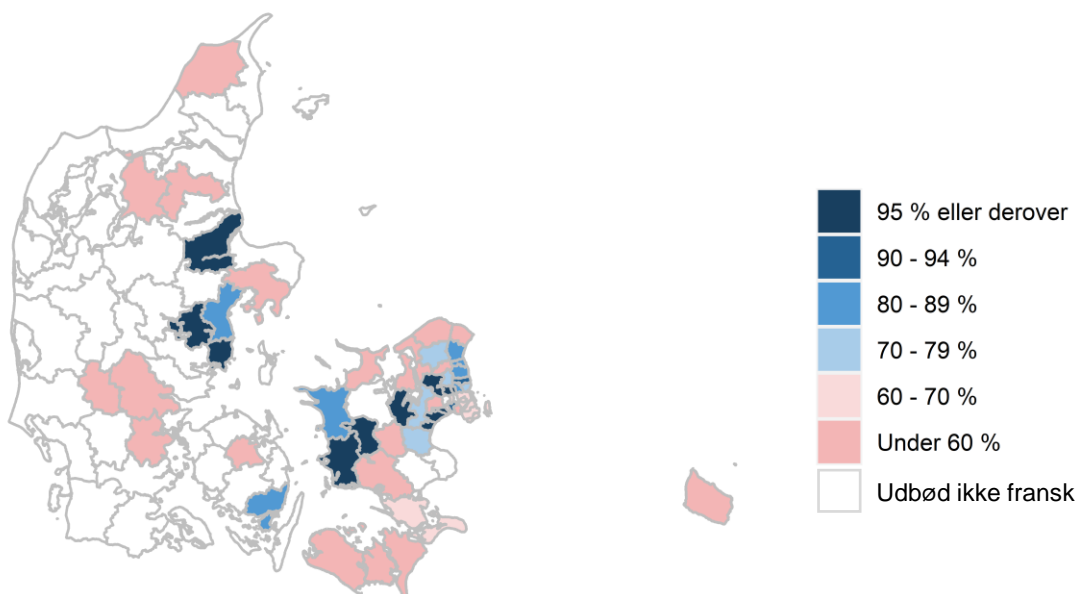 95 % eller derover
90 - 94 %
80 - 89 %
70 - 79 %
60 - 70 %
Under 60 %
Udbød ikke fransk